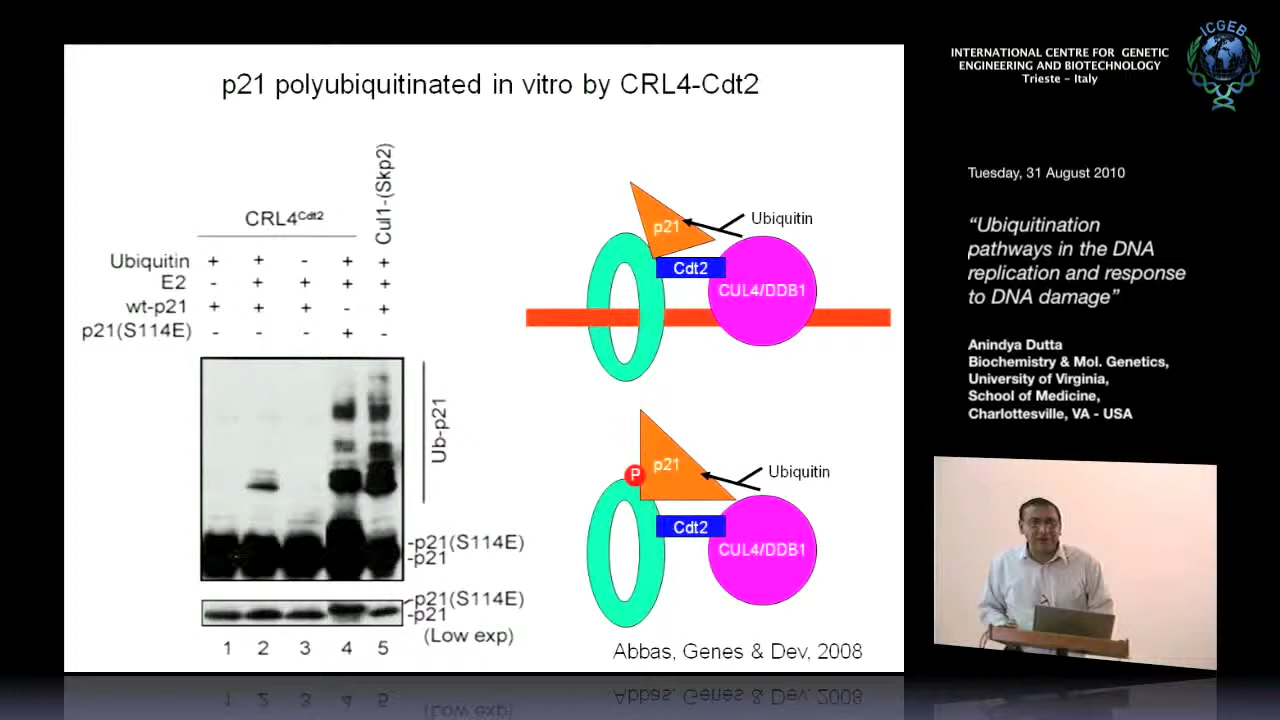 p21 polyubiquitinated in vitro by CRL4-Cdt2
CRL4Cdt2
Cul1-(Skp2)
Ubiquitin + + - + +
E2 - + + + +
wt-p21 + + + - +
p21(S114E) - - - + -
Ub-p21
-p21(S114E)
-p21
-p21(S114E)
-p21
(Low exp)
1 2 3 4 5
p21
Ubiquitin
Cdt2
CUL4/DDB1
P
p21
Ubiquitin
Cdt2
CUL4/DDB1
Abbas, Genes & Dev, 2008
INTERNATIONAL CENTRE FOR GENETIC
ENGINEERING AND BIOTECHNOLOGY
Trieste - Italy
ICGEB
Tuesday, 31 August 2010
“Ubiquitination
pathways in the DNA
replication and response
to DNA damage”
Anindya Dutta
Biochemistry & Mol. Genetics,
University of Virginia,
School of Medicine,
Charlottesville, VA - USA